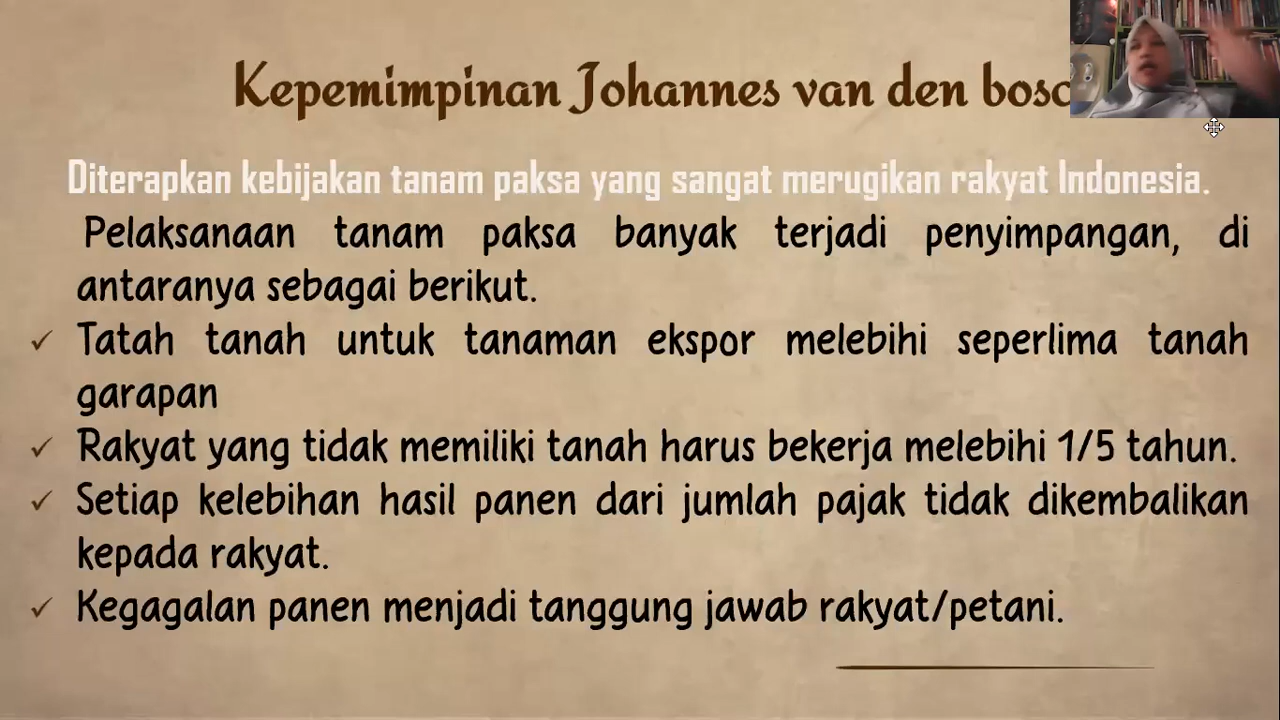 Kepemimpinan Johannes van den bosc
Diterapkan kebijakan tanam paksa yang sangat merugikan rakyat Indonesia.
Pelaksanaan tanam paksa banyak terjadi penyimpangan, di
antaranya sebagai berikut.
✓ Tatah tanah untuk tanaman ekspor melebihi seperlima tanah
garapan
✓ Rakyat yang tidak memiliki tanah harus bekerja melebihi 1/5 tahun.
✓ Setiap kelebihan hasil panen dari jumlah pajak tidak dikembalikan
kepada rakyat.
✓ Kegagalan panen menjadi tanggung jawab rakyat/petani.